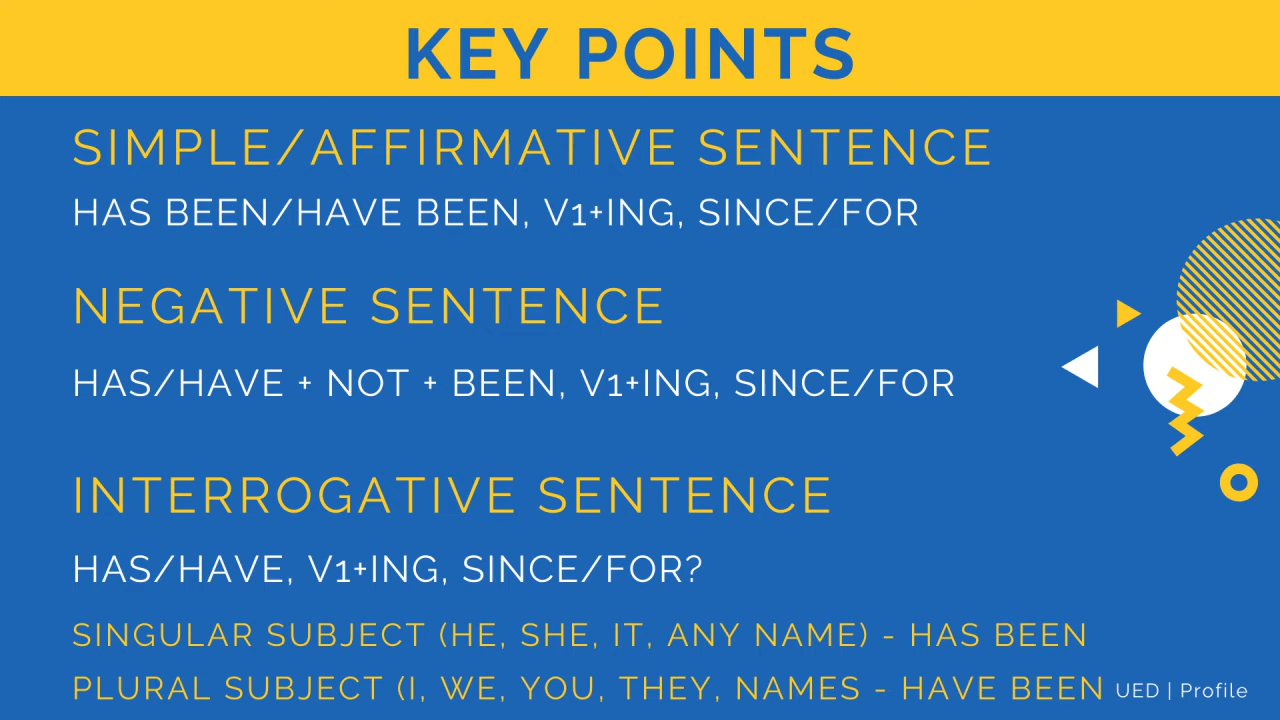 KEY POINTS
SIMPLE/AFFIRMATIVE SENTENCE
HAS BEEN/HAVE BEEN, V1+ING, SINCE/FOR
NEGATIVE SENTENCE
HAS/HAVE + NOT + BEEN, V1+ING, SINCE/FOR
INTERROGATIVE SENTENCE
HAS/HAVE, V1+ING, SINCE/FOR?
SINGULAR SUBJECT (HE, SHE, IT, ANY NAME) - HAS BEEN
PLURAL SUBJECT (I, WE, YOU, THEY, NAMES - HAVE BEEN
UED | Profile